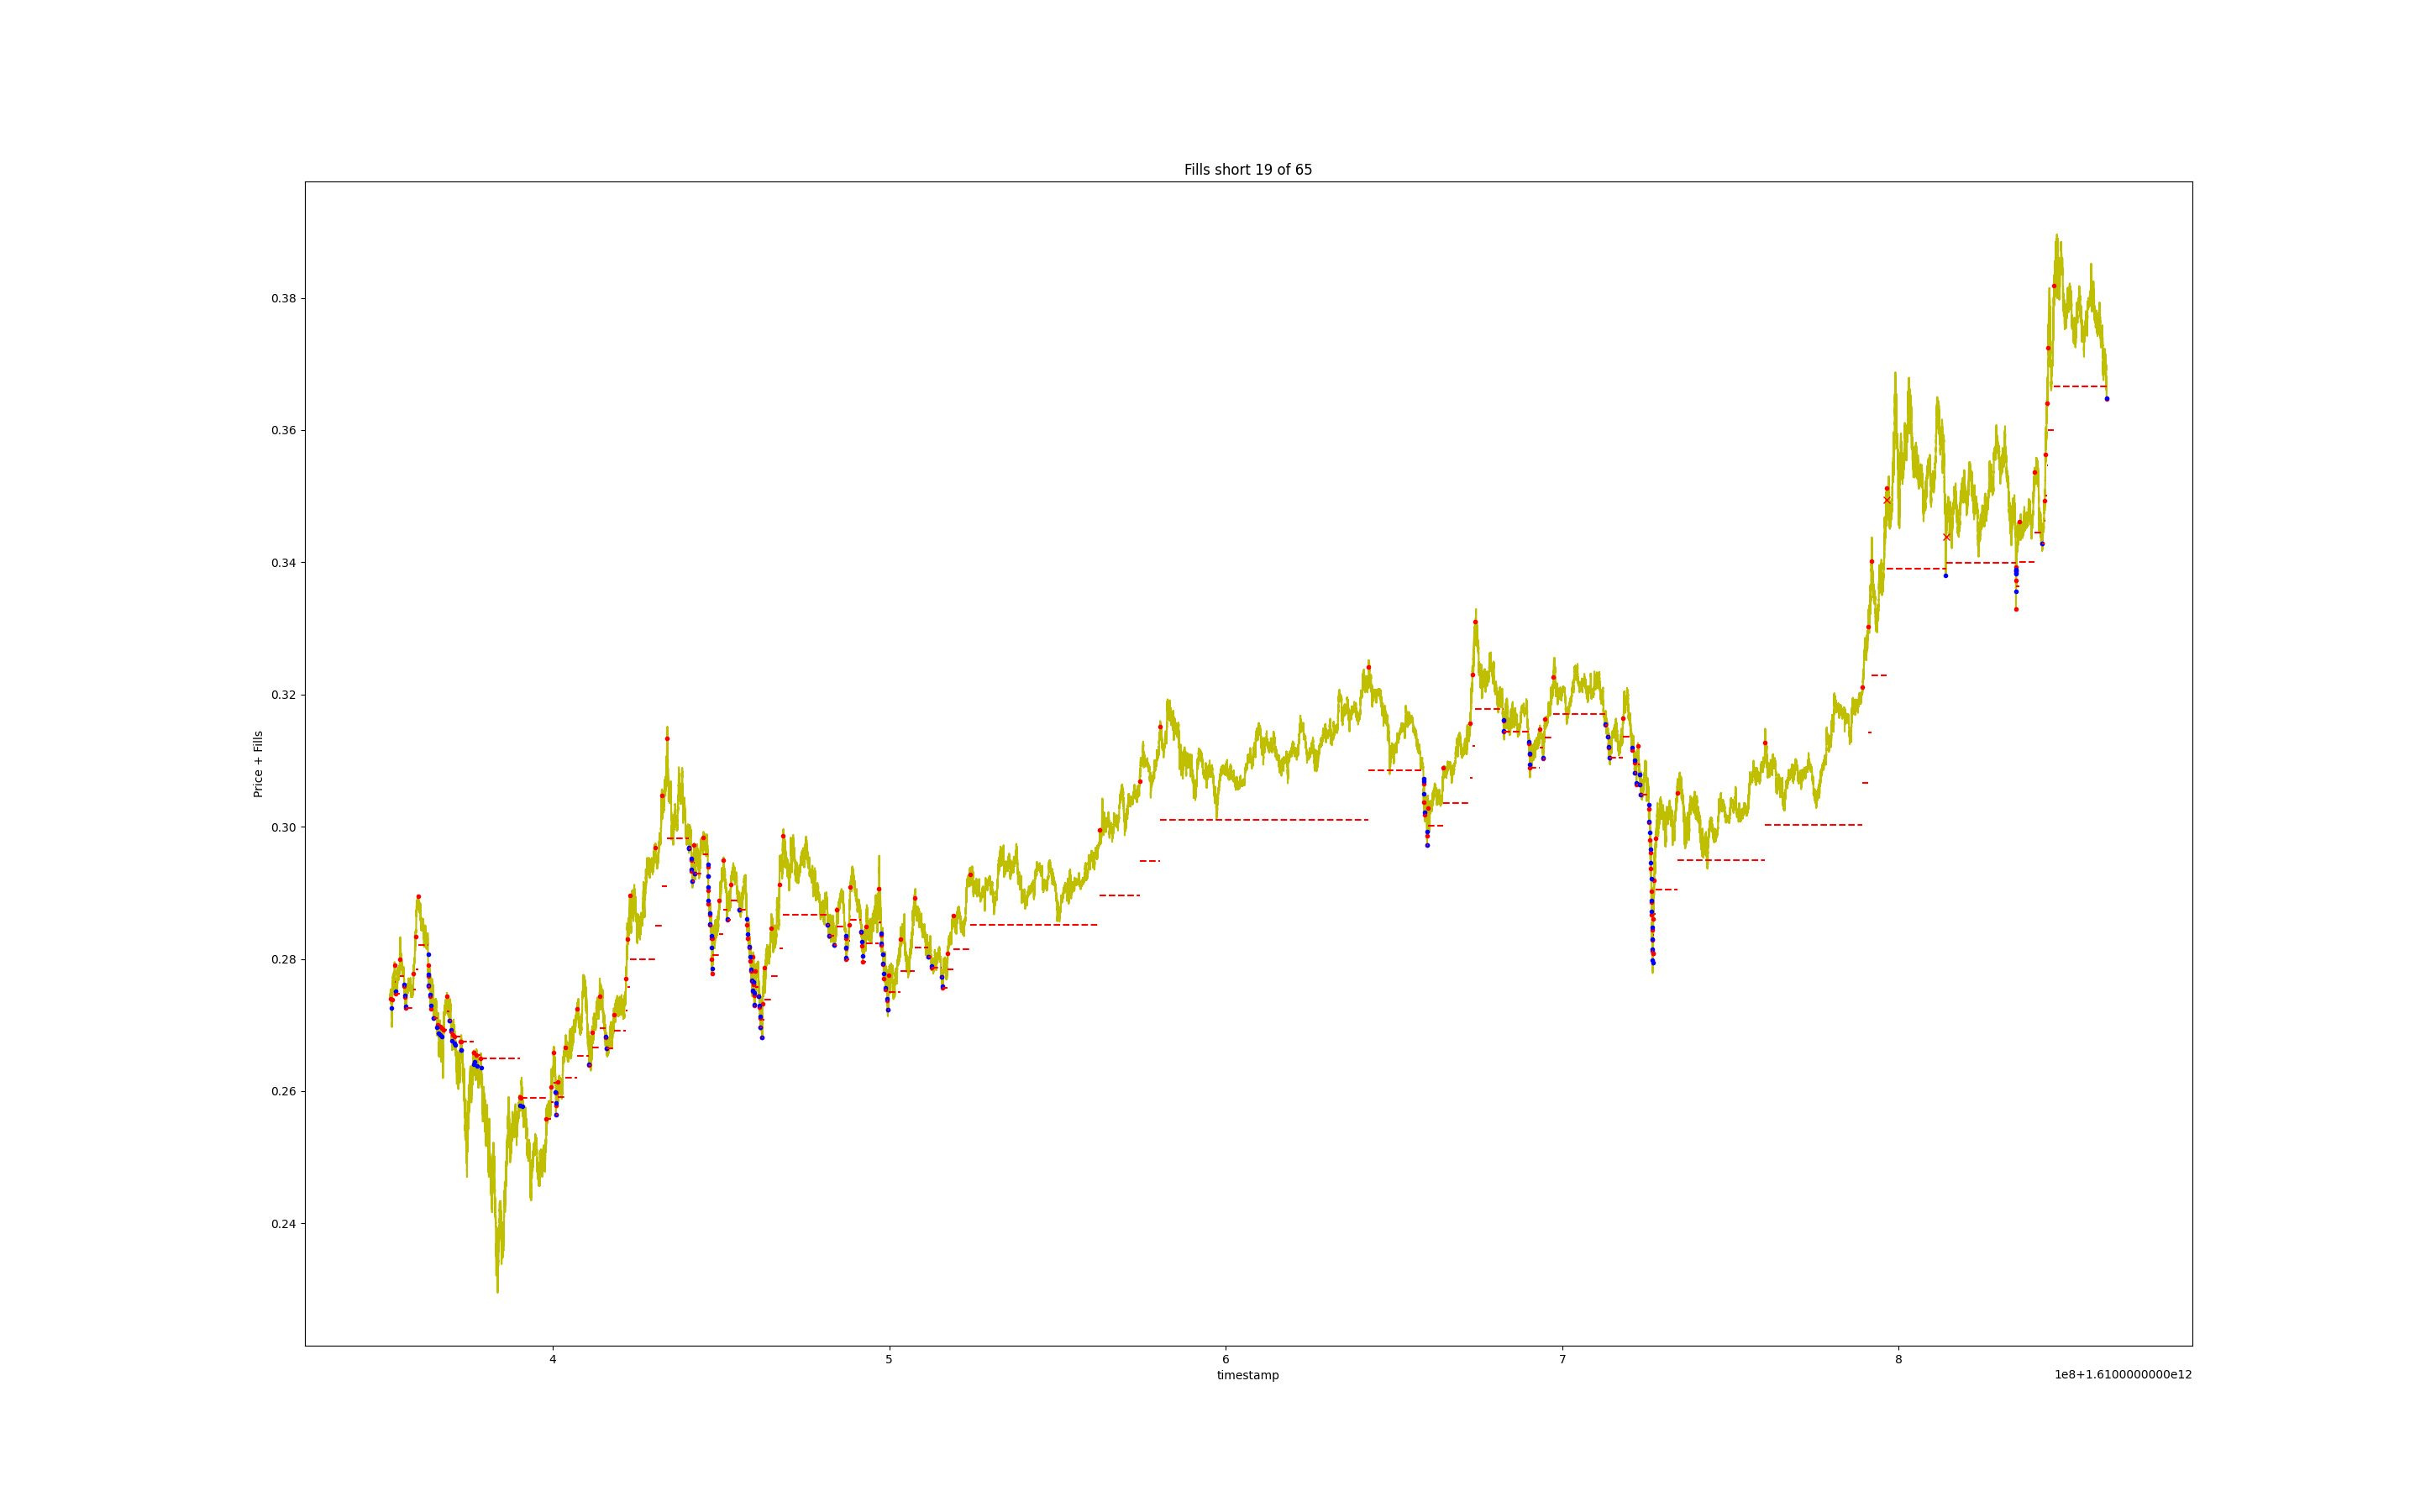 Fills short 19 of 65
Price + Fills
0.38
0.36
0.34
0.32
0.30
0.28
0.26
0.24
4 5 6 7 8
timestamp
1e8+1.6100000000e12